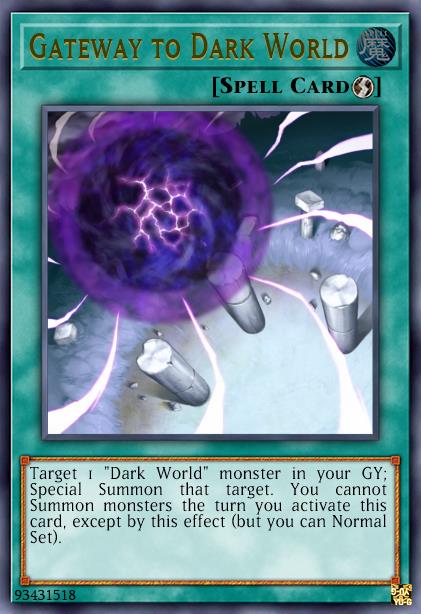 Gateway to Dark World
[Spell Card]
Target 1 "Dark World" monster in your GY;
Special Summon that target. You cannot
Summon monsters the turn you activate this
card, except by this effect (but you can Normal
Set).
93431518